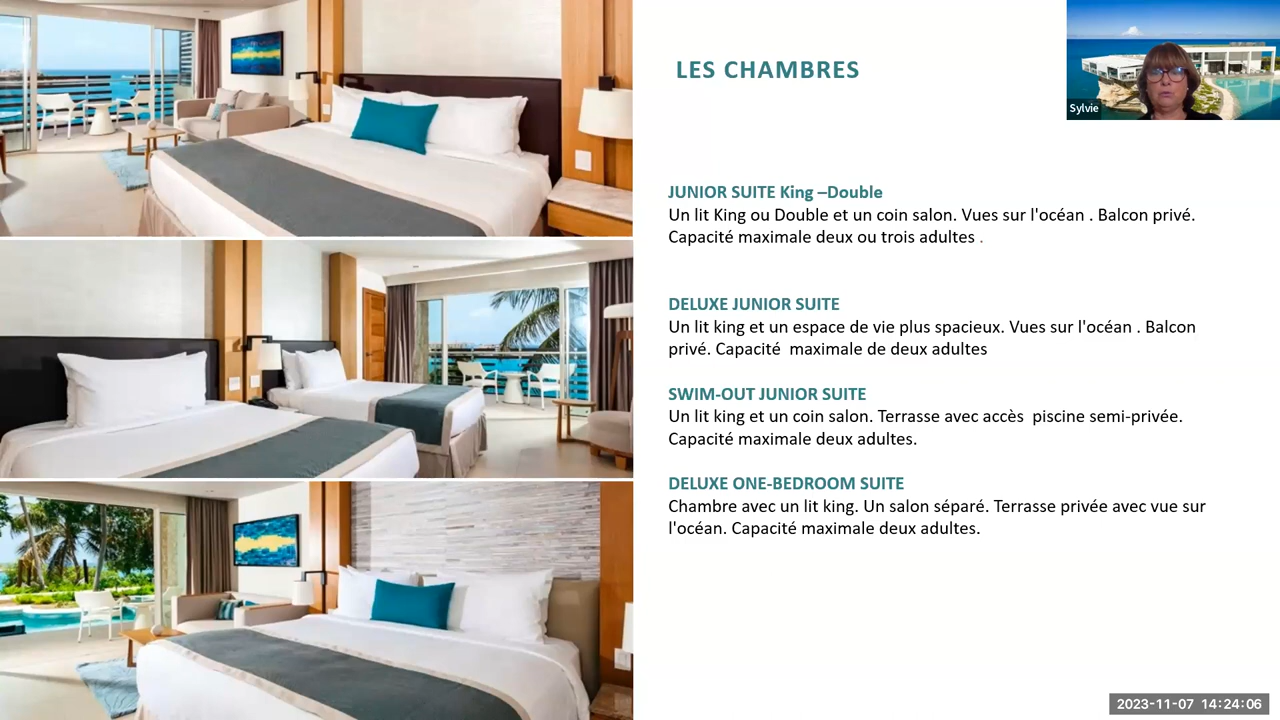 LES CHAMBRES
Sylvie
JUNIOR SUITE King –Double
Un lit King ou Double et un coin salon. Vues sur l'océan . Balcon privé.
Capacité maximale deux ou trois adultes .
DELUXE JUNIOR SUITE
Un lit king et un espace de vie plus spacieux. Vues sur l'océan . Balcon
privé. Capacité  maximale de deux adultes
SWIM-OUT JUNIOR SUITE
Un lit king et un coin salon. Terrasse avec accès  piscine semi-privée.
Capacité maximale deux adultes.
DELUXE ONE-BEDROOM SUITE
Chambre avec un lit king. Un salon séparé. Terrasse privée avec vue sur
l'océan. Capacité maximale deux adultes.
2023-11-07 14:24:06